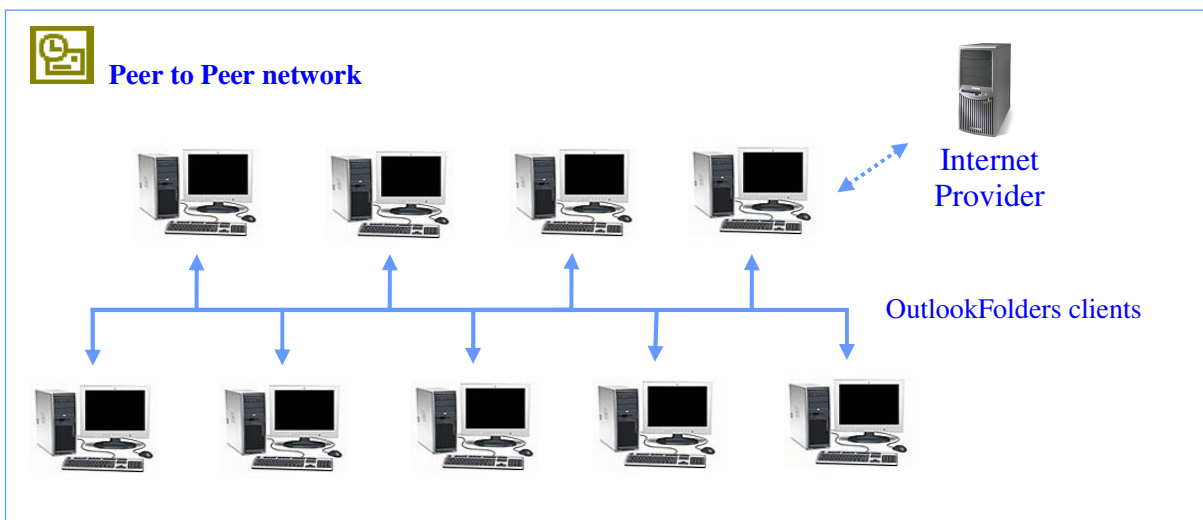 Peer to Peer network
Internet
Provider
OutlookFolders clients